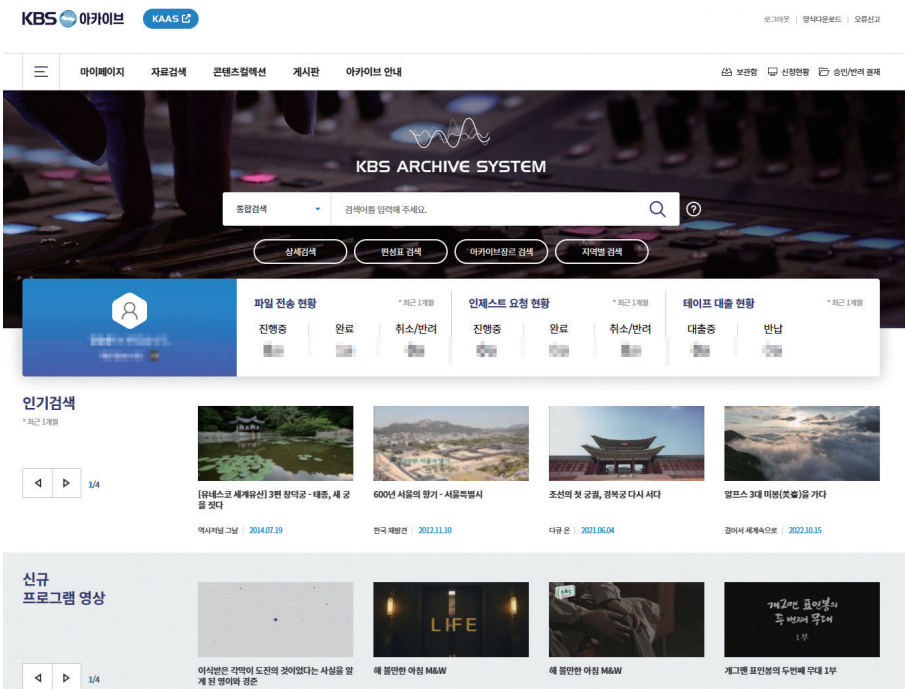 KBS 아카이브 KAAS
로그아웃 | 양식다운로드 | 오류신고
마이페이지 자료검색 콘텐츠컬렉션 게시판 아카이브 안내
보관함 신청현황 승인/반려 결재
KBS ARCHIVE SYSTEM
통합검색 검색어를 입력해 주세요.
상세검색 편성표 검색 아카이브장르 검색 지역별 검색
파일 전송 현황 * 최근 1개월
진행중 완료 취소/반려
인제스트 요청 현황 * 최근 1개월
진행중 완료 취소/반려
테이프 대출 현황 * 최근 1개월
대출중 반납
인기검색
* 최근 1개월
1/4
[유네스코 세계유산] 3편 창덕궁 - 태종, 새 궁
을 짓다
역사저널 그날 | 2014.07.19
600년 서울의 향기 - 서울특별시
한국 재발견 | 2012.11.10
조선의 첫 궁궐, 경복궁 다시 서다
다큐 온 | 2021.06.04
알프스 3대 미봉(美峯)을 가다
걸어서 세계속으로 | 2022.10.15
신규
프로그램 영상
1/4
이식받은 각막이 도진의 것이었다는 사실을 알
게 된 영이와 경준
LIFE
해 볼만한 아침 M&W
해 볼만한 아침 M&W
개그맨 표인봉의
두번째 무대
1부
개그맨 표인봉의 두번째 무대 1부